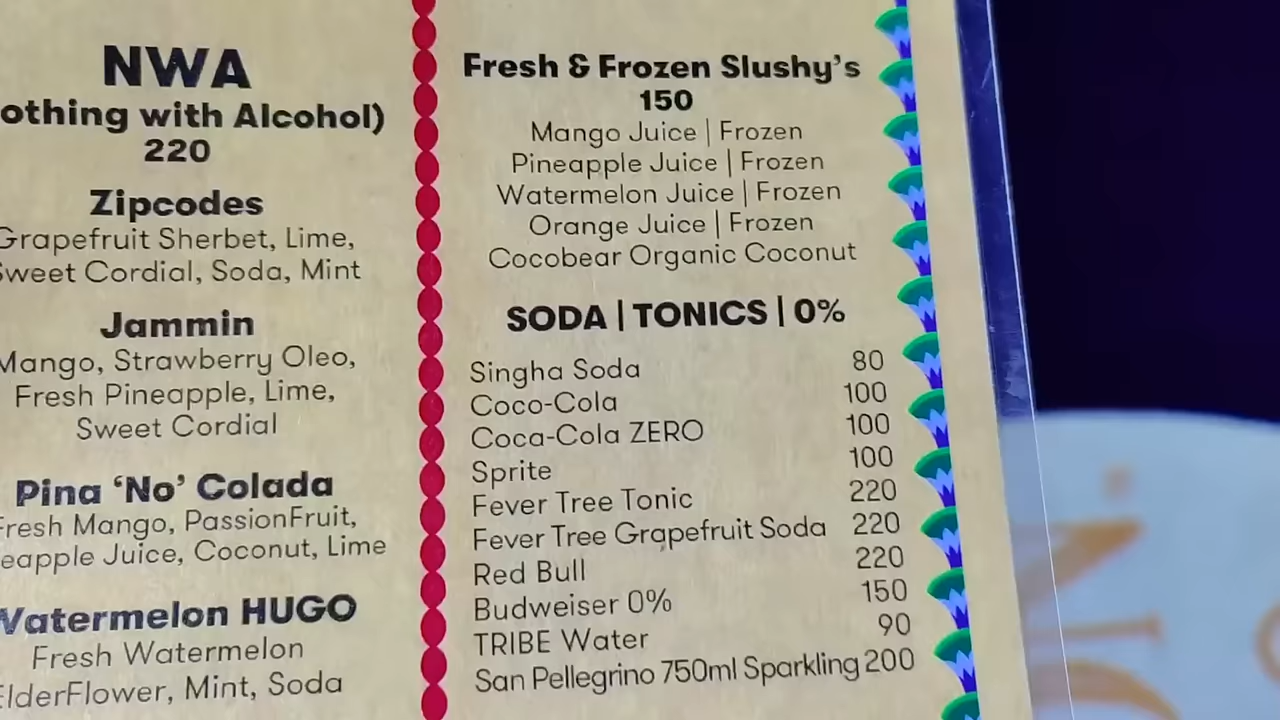 NWA
othing with Alcohol)
220
Zipcodes
Grapefruit Sherbet, Lime,
Sweet Cordial, Soda, Mint
Jammin
Mango, Strawberry Oleo,
Fresh Pineapple, Lime,
Sweet Cordial
Pina ‘No’ Colada
Fresh Mango, PassionFruit,
eapple Juice, Coconut, Lime
Watermelon HUGO
Fresh Watermelon
ElderFlower, Mint, Soda
Fresh & Frozen Slushy’s
150
Mango Juice | Frozen
Pineapple Juice | Frozen
Watermelon Juice | Frozen
Orange Juice | Frozen
Cocobear Organic Coconut
SODA | TONICS | 0%
Singha Soda 80
Coco-Cola 100
Coca-Cola ZERO 100
Sprite 100
Fever Tree Tonic 220
Fever Tree Grapefruit Soda 220
Red Bull 220
Budweiser 0% 150
TRIBE Water 90
San Pellegrino 750ml Sparkling 200